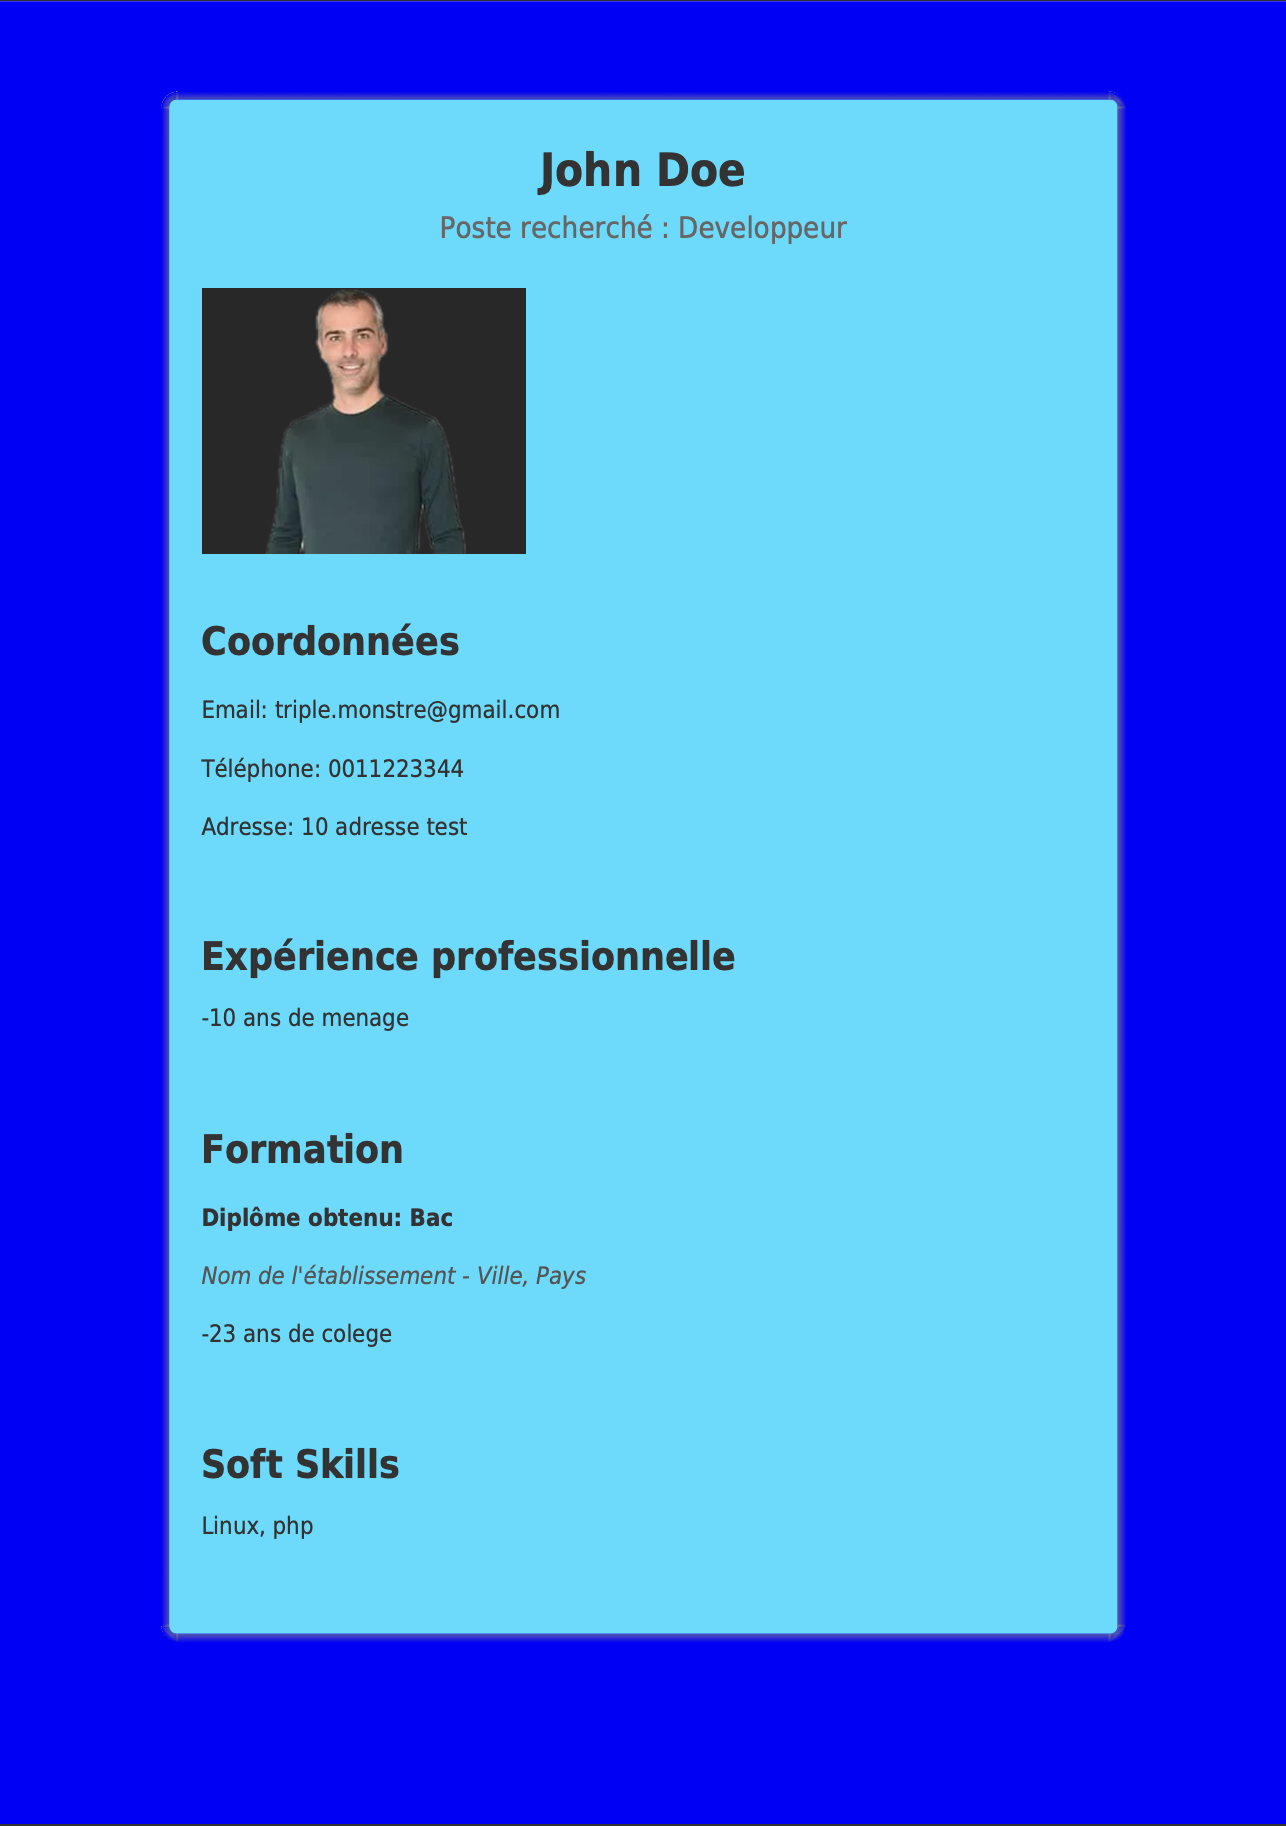 John Doe
Poste recherché : Developpeur
Coordonnées
Email: triple.monstre@gmail.com
Téléphone: 0011223344
Adresse: 10 adresse test
Expérience professionnelle
-10 ans de menage
Formation
Diplôme obtenu: Bac
Nom de l'établissement - Ville, Pays
-23 ans de colege
Soft Skills
Linux, php